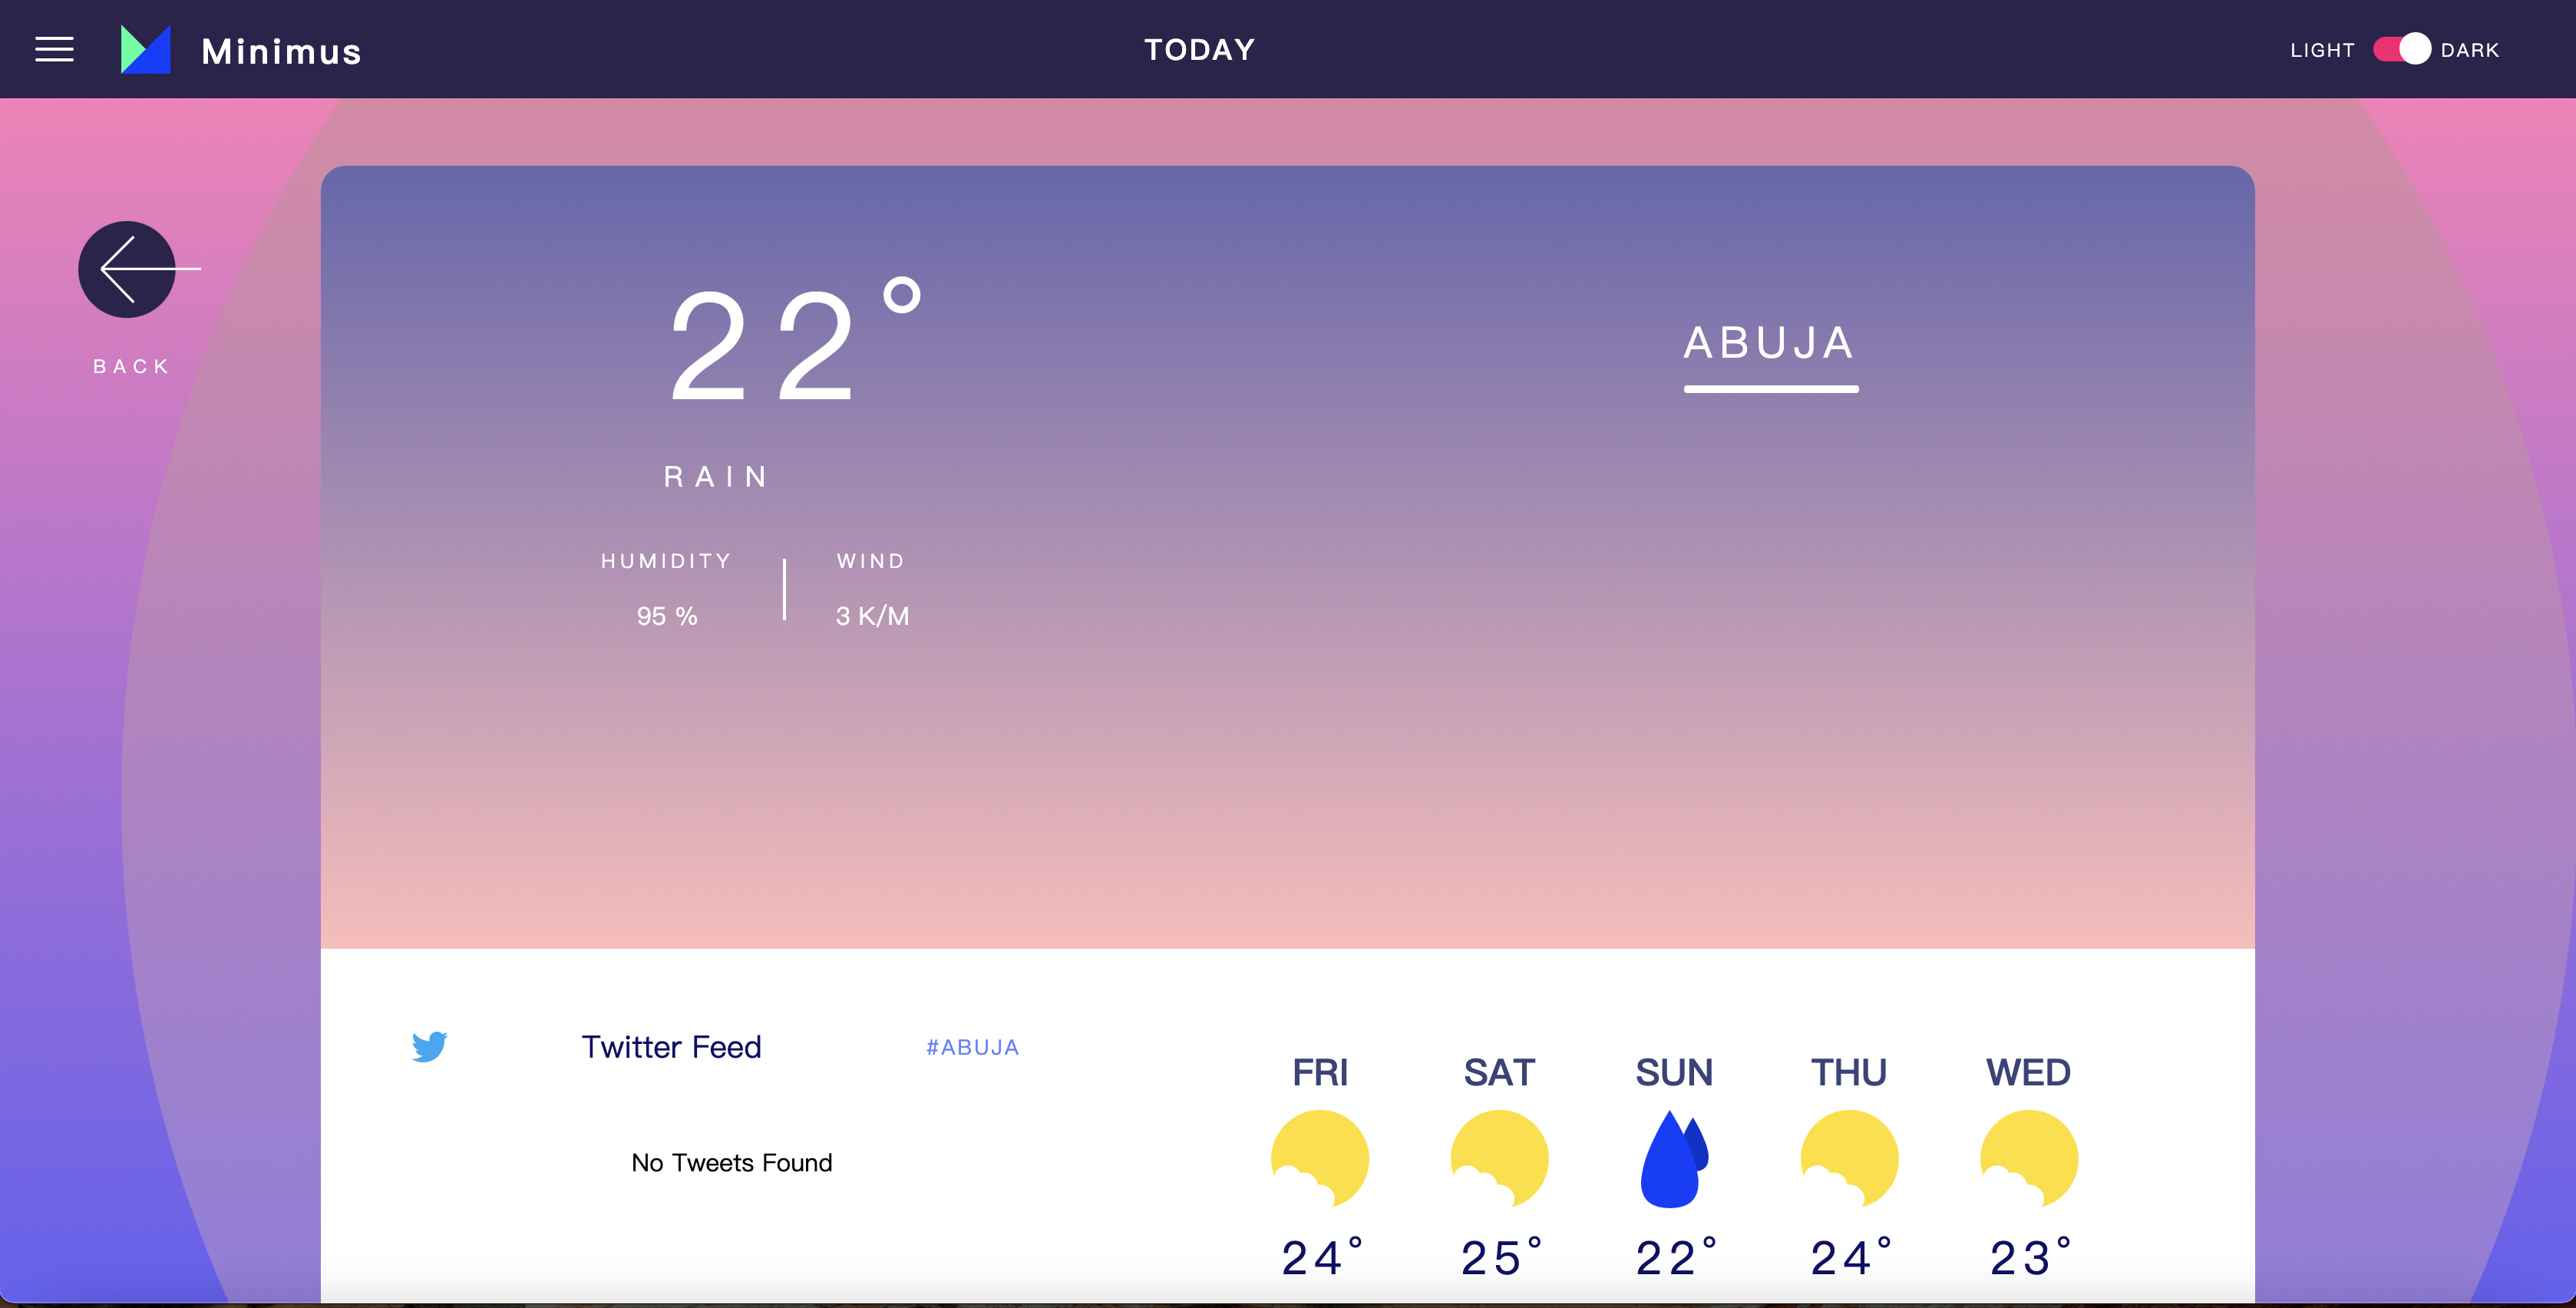 Minimus
TODAY
LIGHT DARK
BACK
22°
ABUJA
RAIN
HUMIDITY WIND
95 % 3 K/M
Twitter Feed #ABUJA
No Tweets Found
FRI SAT SUN THU WED
24° 25° 22° 24° 23°